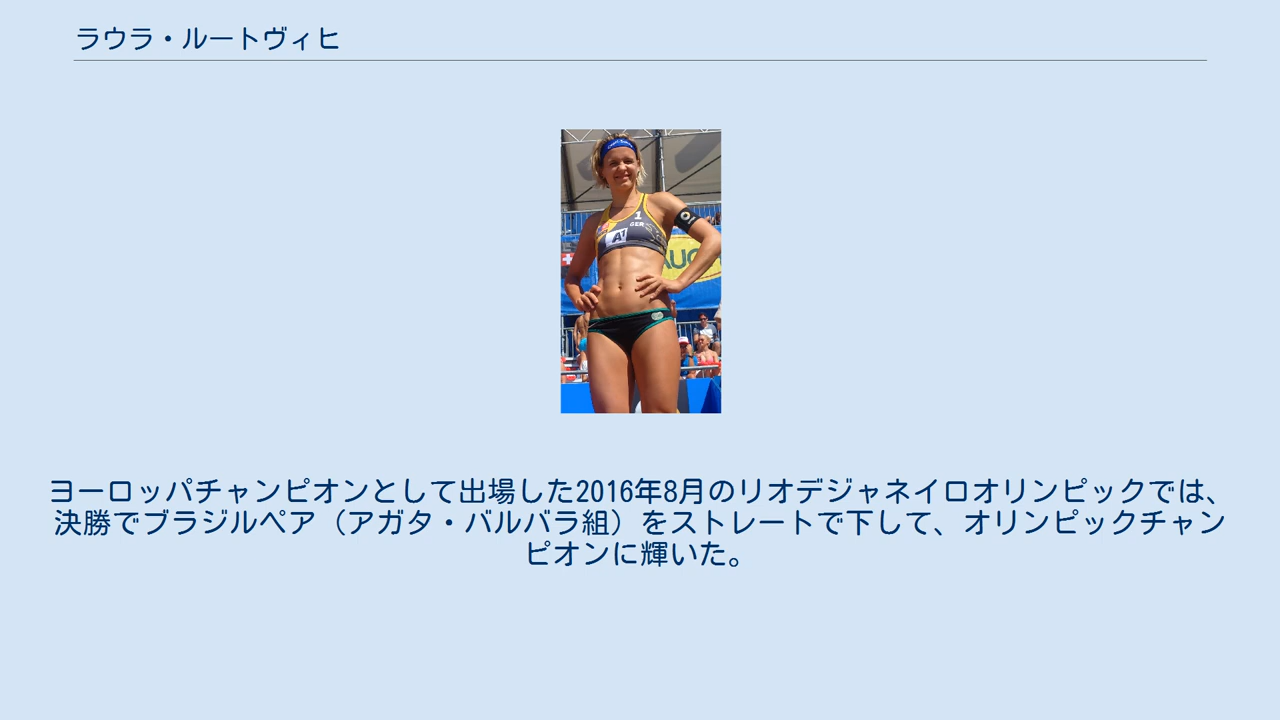 ラウラ・ルートヴィヒ
1
GER
A1
AUCH
ヨーロッパチャンピオンとして出場した2016年8月のリオデジャネイロオリンピックでは、
決勝でブラジルペア（アガタ・バルバラ組）をストレートで下して、オリンピックチャン
ピオンに輝いた。